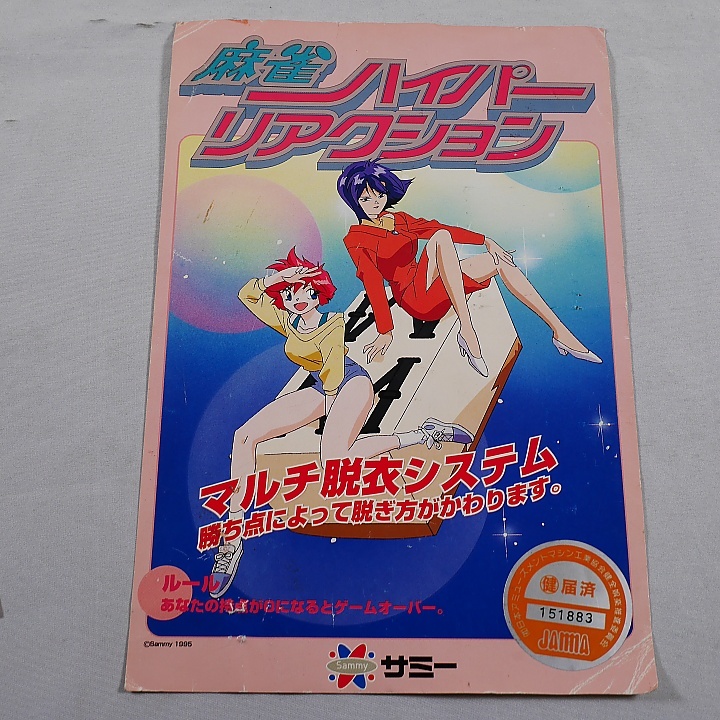 麻雀ハイパー
リアクション
マルチ脱衣システム
勝ち点によって脱ぎ方がかわります。
ルール
あなたの持点が0になるとゲームオーバー。
健 届済
151883
JAMMA
©Sammy 1995
Sammy サミー